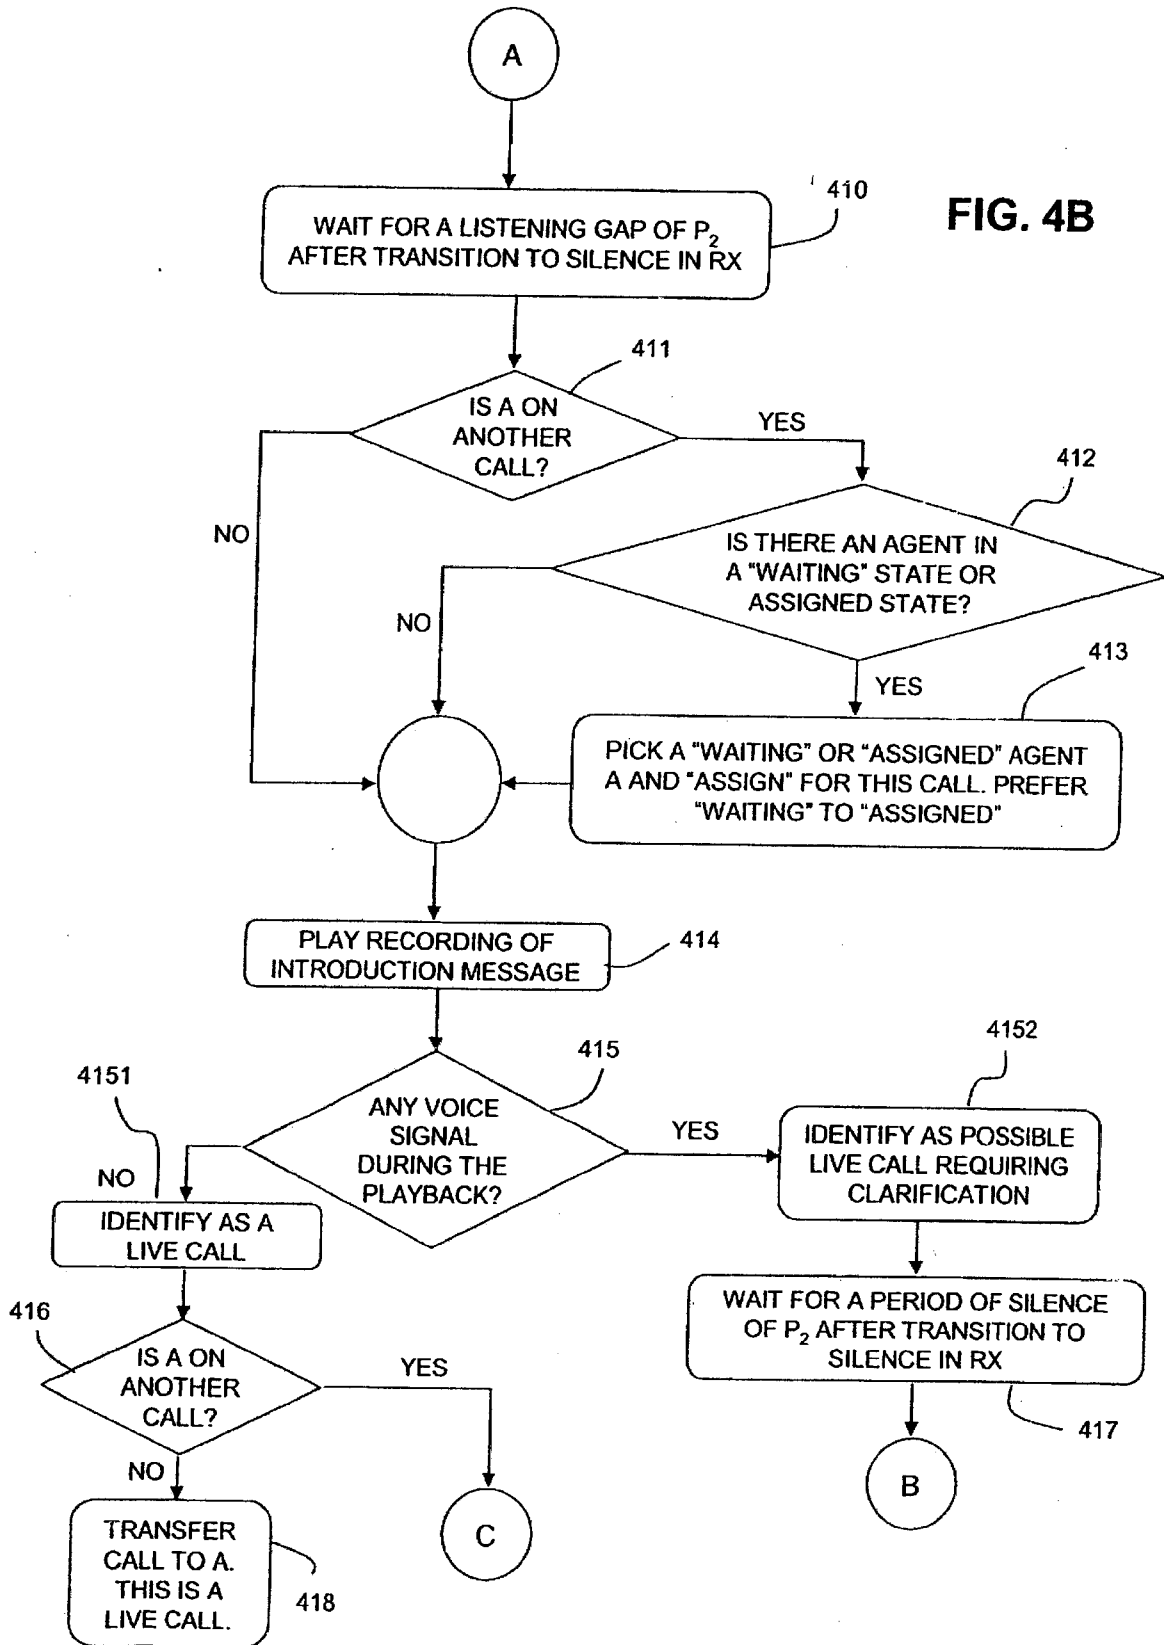 A
410
FIG. 4B
WAIT FOR A LISTENING GAP OF P2
AFTER TRANSITION TO SILENCE IN RX
411
IS A ON
ANOTHER
CALL?
YES
NO
412
IS THERE AN AGENT IN
A "WAITING" STATE OR
ASSIGNED STATE?
NO
YES
413
PICK A "WAITING" OR "ASSIGNED" AGENT
A AND "ASSIGN" FOR THIS CALL. PREFER
"WAITING" TO "ASSIGNED"
PLAY RECORDING OF
INTRODUCTION MESSAGE
414
415
ANY VOICE
SIGNAL
DURING THE
PLAYBACK?
4151
NO
YES
4152
IDENTIFY AS POSSIBLE
LIVE CALL REQUIRING
CLARIFICATION
IDENTIFY AS A
LIVE CALL
WAIT FOR A PERIOD OF SILENCE
OF P2 AFTER TRANSITION TO
SILENCE IN RX
417
416
IS A ON
ANOTHER
CALL?
YES
NO
B
C
TRANSFER
CALL TO A.
THIS IS A
LIVE CALL.
418